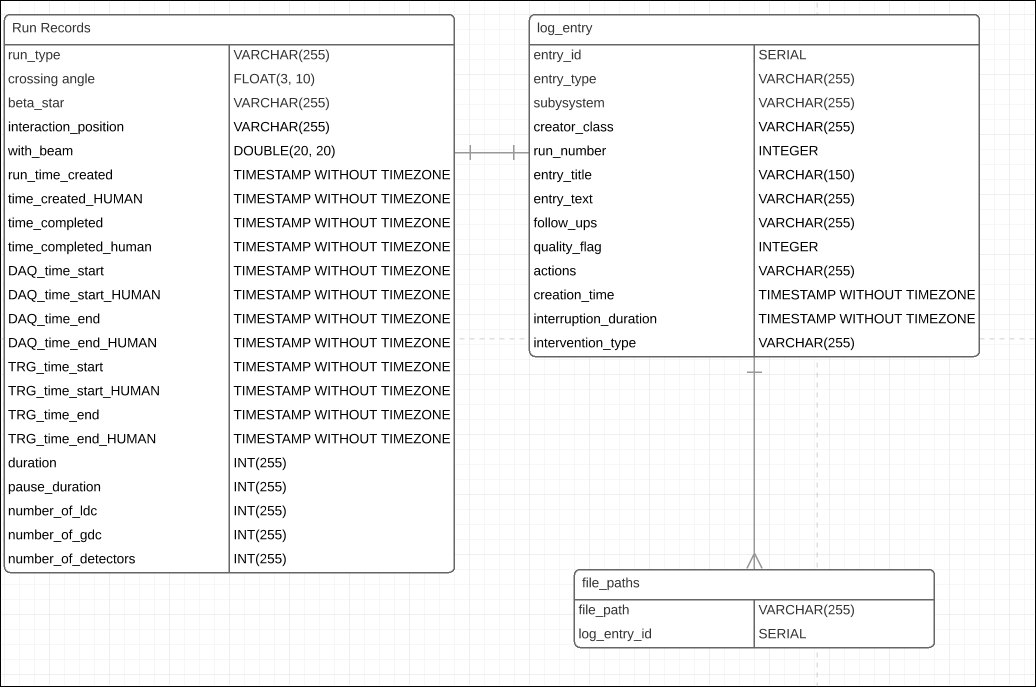 Run Records
run_type VARCHAR(255)
crossing angle FLOAT(3, 10)
beta_star VARCHAR(255)
interaction_position VARCHAR(255)
with_beam DOUBLE(20, 20)
run_time_created TIMESTAMP WITHOUT TIMEZONE
time_created_HUMAN TIMESTAMP WITHOUT TIMEZONE
time_completed TIMESTAMP WITHOUT TIMEZONE
time_completed_human TIMESTAMP WITHOUT TIMEZONE
DAQ_time_start TIMESTAMP WITHOUT TIMEZONE
DAQ_time_start_HUMAN TIMESTAMP WITHOUT TIMEZONE
DAQ_time_end TIMESTAMP WITHOUT TIMEZONE
DAQ_time_end_HUMAN TIMESTAMP WITHOUT TIMEZONE
TRG_time_start TIMESTAMP WITHOUT TIMEZONE
TRG_time_start_HUMAN TIMESTAMP WITHOUT TIMEZONE
TRG_time_end TIMESTAMP WITHOUT TIMEZONE
TRG_time_end_HUMAN TIMESTAMP WITHOUT TIMEZONE
duration INT(255)
pause_duration INT(255)
number_of_ldc INT(255)
number_of_gdc INT(255)
number_of_detectors INT(255)
log_entry
entry_id SERIAL
entry_type VARCHAR(255)
subsystem VARCHAR(255)
creator_class VARCHAR(255)
run_number INTEGER
entry_title VARCHAR(150)
entry_text VARCHAR(255)
follow_ups VARCHAR(255)
quality_flag INTEGER
actions VARCHAR(255)
creation_time TIMESTAMP WITHOUT TIMEZONE
interruption_duration TIMESTAMP WITHOUT TIMEZONE
intervention_type VARCHAR(255)
file_paths
file_path VARCHAR(255)
log_entry_id SERIAL